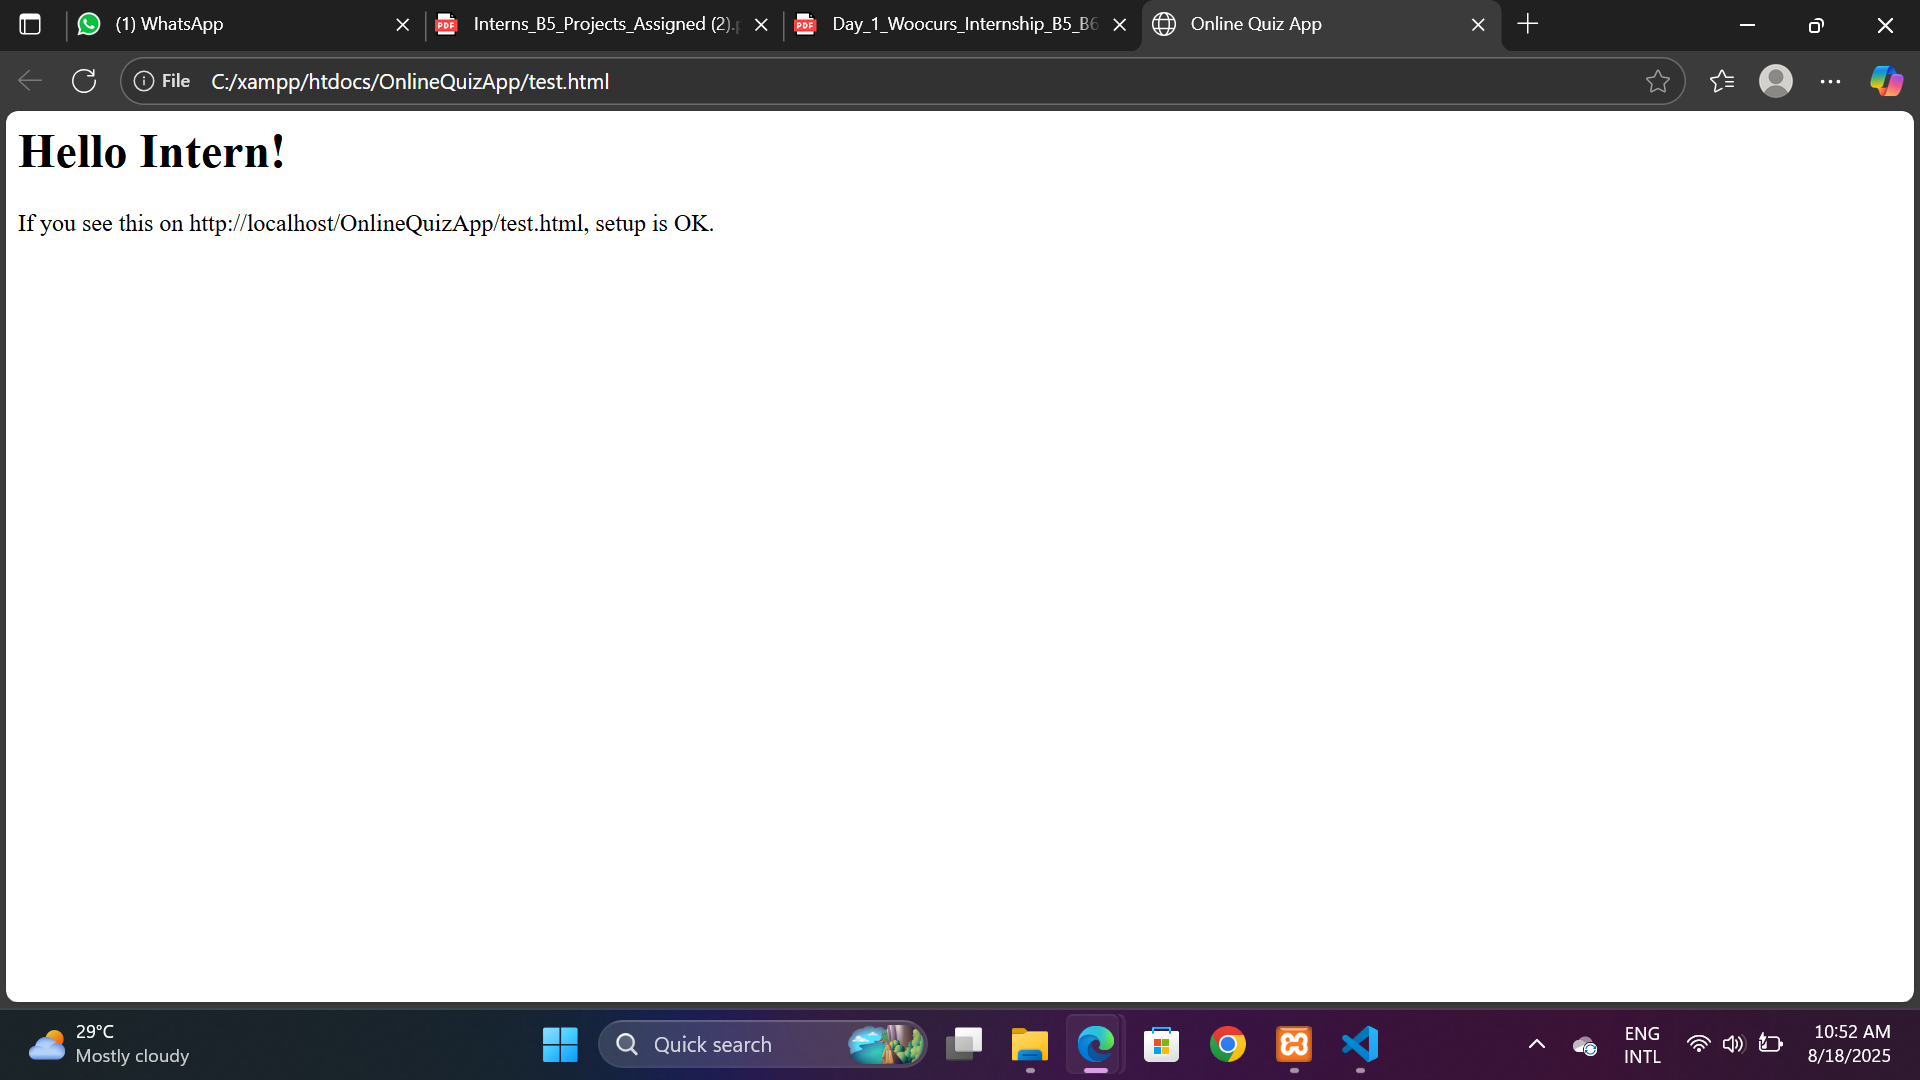 (1) WhatsApp
Interns_B5_Projects_Assigned (2).p
Day_1_Woocurs_Internship_B5_B6
Online Quiz App
File
C:/xampp/htdocs/OnlineQuizApp/test.html
Hello Intern!
If you see this on http://localhost/OnlineQuizApp/test.html, setup is OK.
29°C
Mostly cloudy
Quick search
ENG
INTL
10:52 AM
8/18/2025